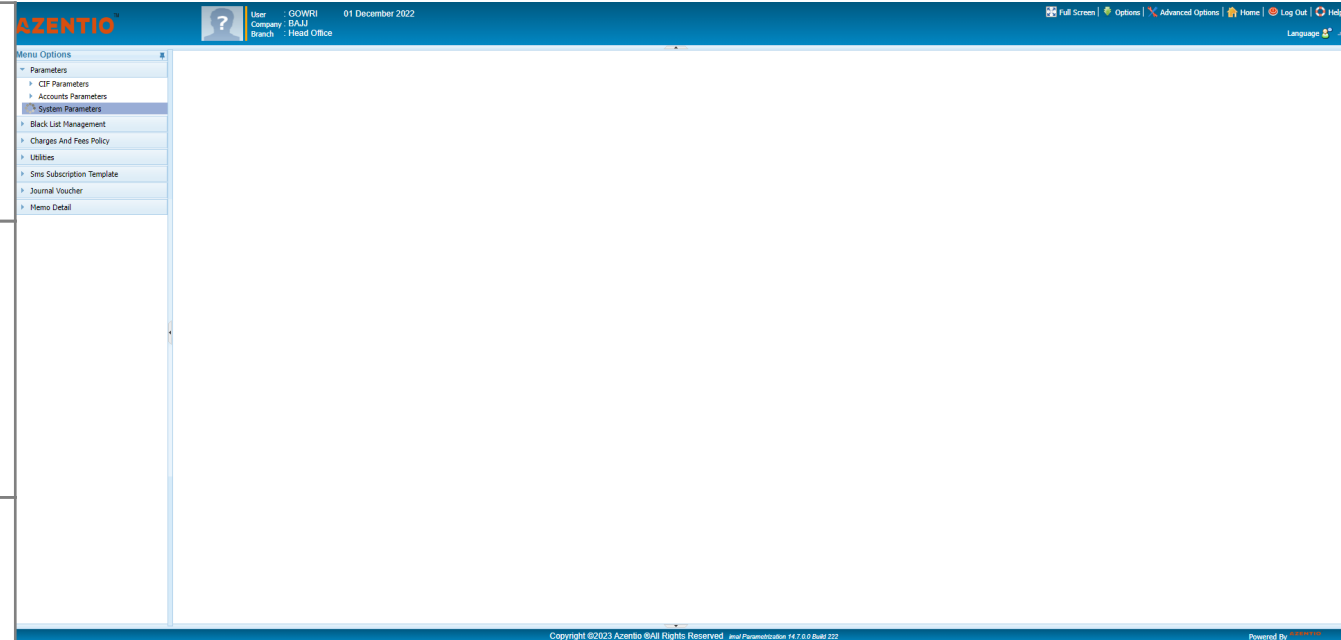 AZENTIO
User : GOWRI 01 December 2022
Company : BAJJ
Branch : Head Office
Full Screen | Options | Advanced Options | Home | Log Out | Help
Language
Menu Options
Parameters
CIF Parameters
Accounts Parameters
System Parameters
Black List Management
Charges And Fees Policy
Utilities
Sms Subscription Template
Journal Voucher
Memo Detail
Copyright ©2023 Azentio ®All Rights Reserved imal Parametrization 14.7.0.0 Build 222
Powered By AZENTIO